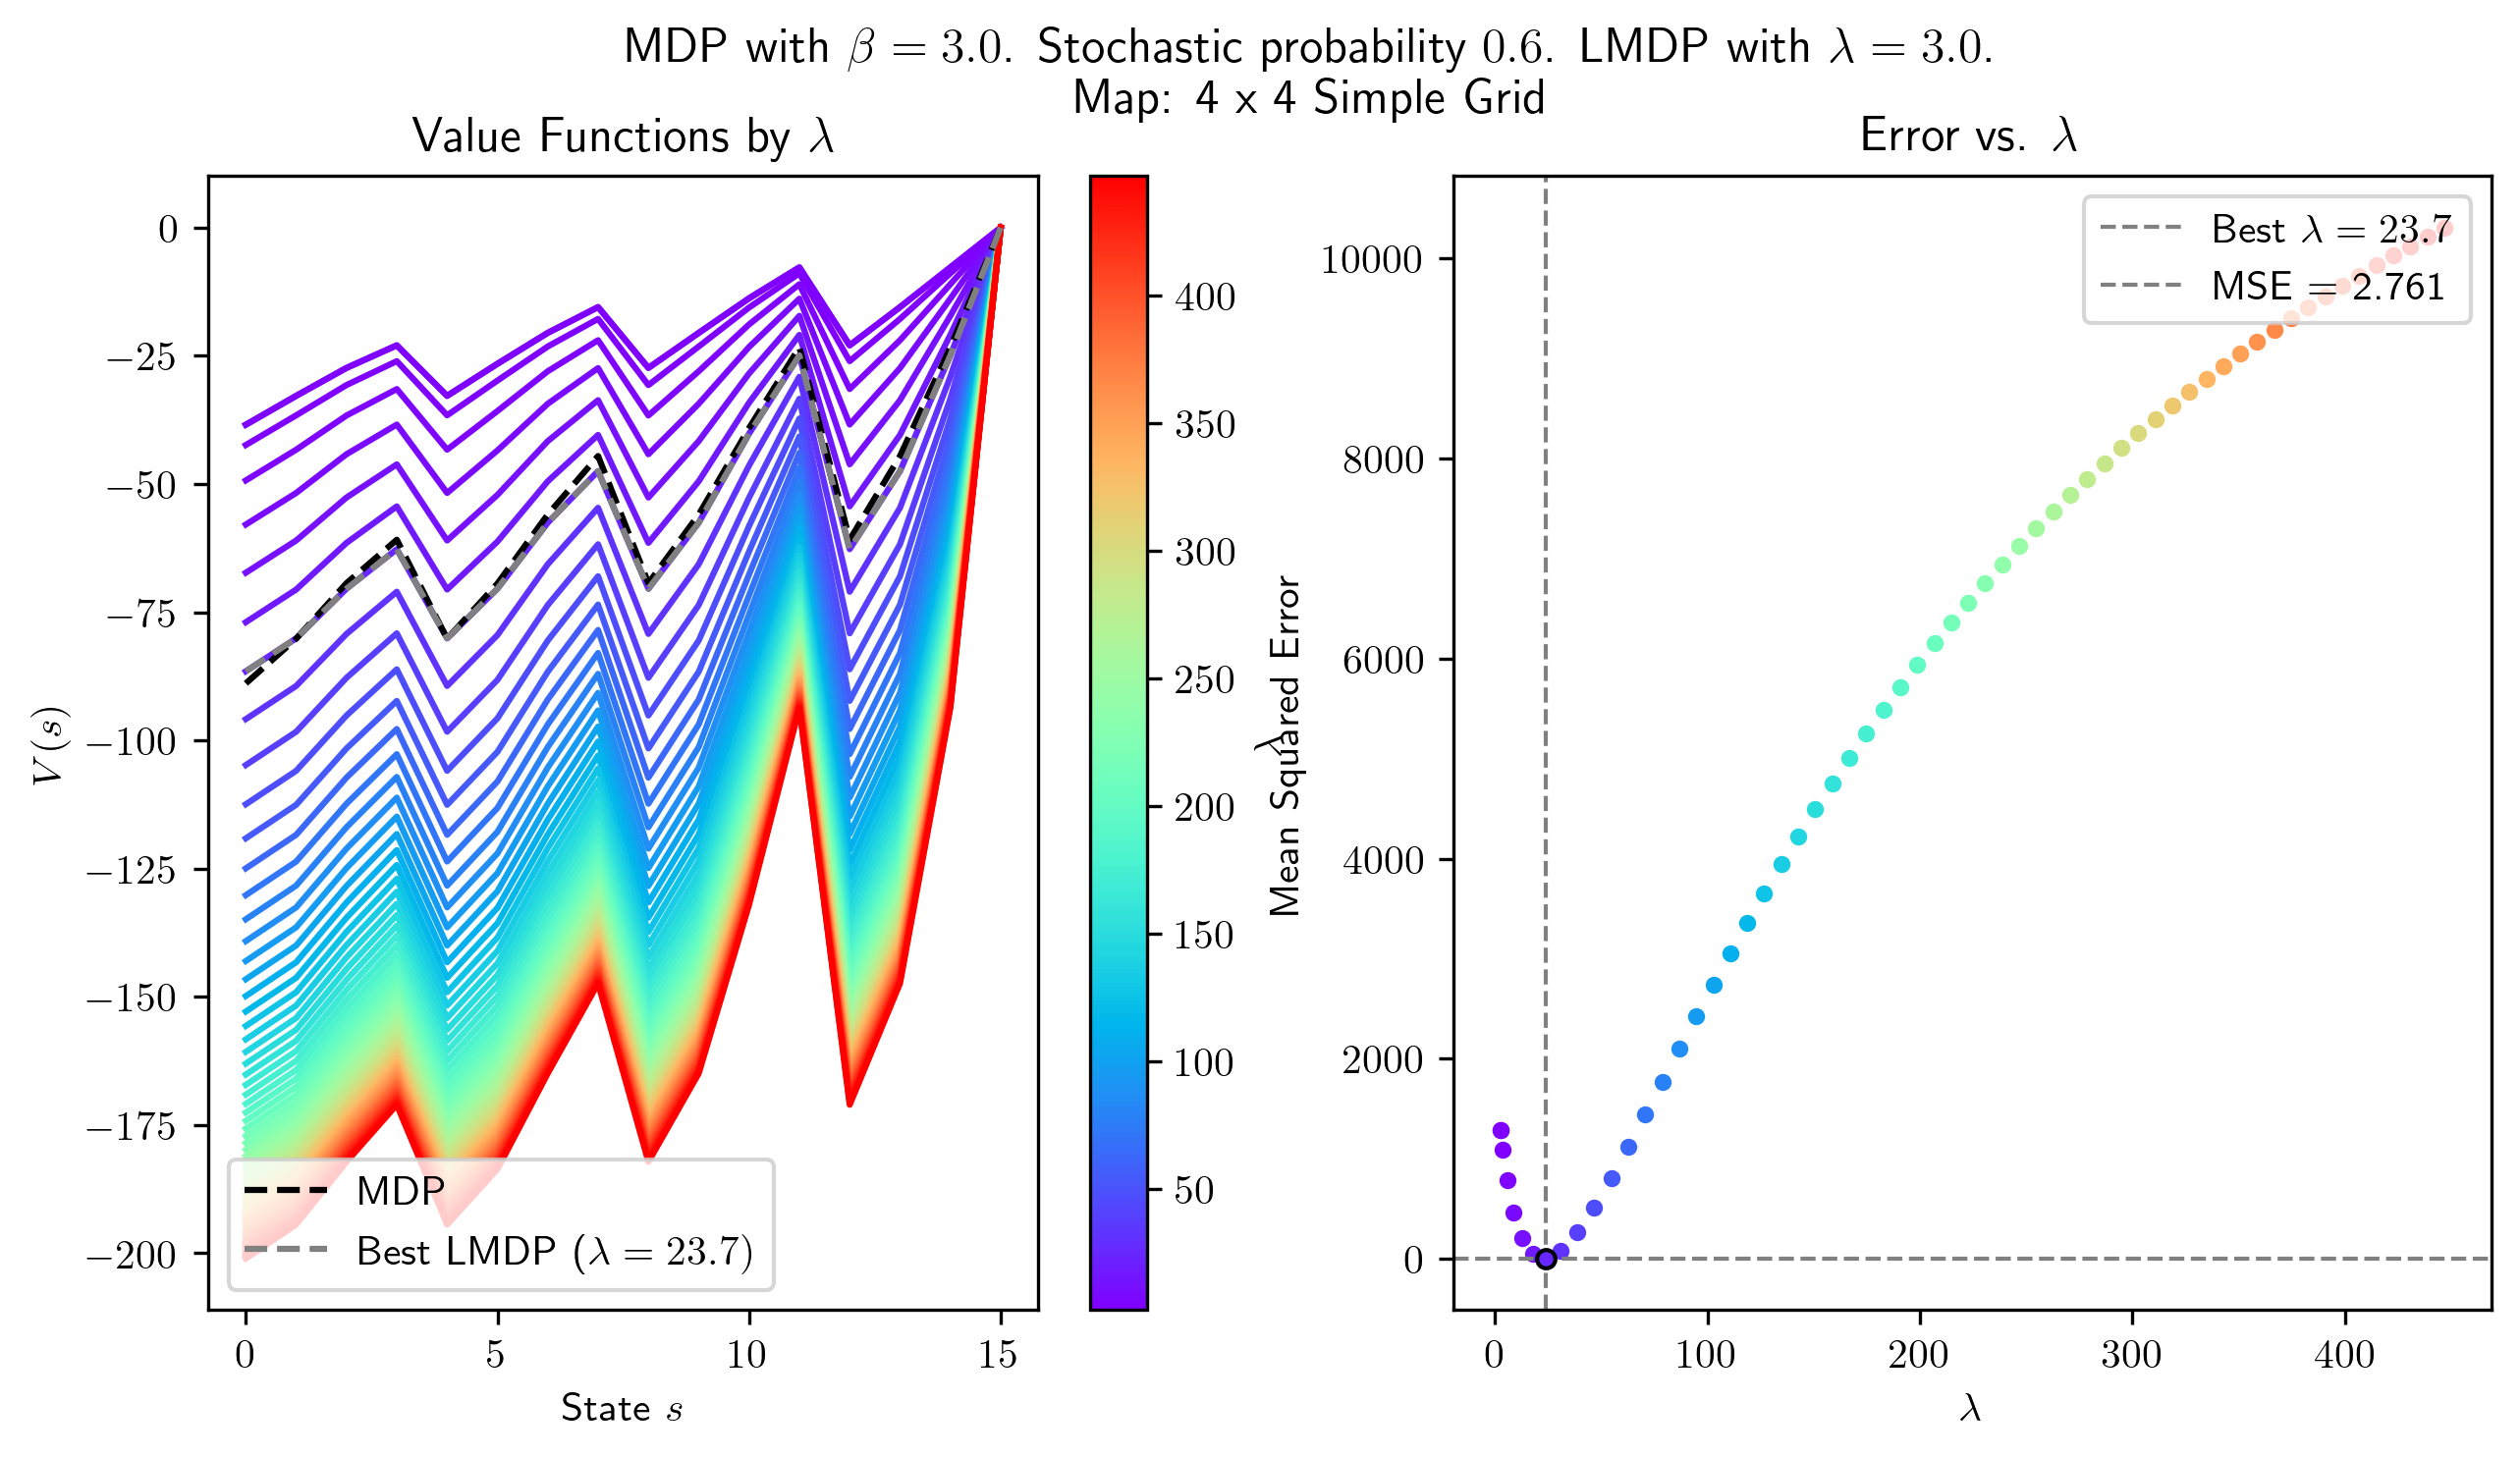 MDP with β = 3.0. Stochastic probability 0.6. LMDP with λ = 3.0.
Map: 4 x 4 Simple Grid
Value Functions by λ
V(s)
0
−25
−50
−75
−100
−125
−150
−175
−200
MDP
Best LMDP (λ = 23.7)
0 5 10 15
State s
400
350
300
250
200
150
100
50
λ
Error vs. λ
Mean Squared Error
10000
8000
6000
4000
2000
0
Best λ = 23.7
MSE = 2.761
0 100 200 300 400
λ